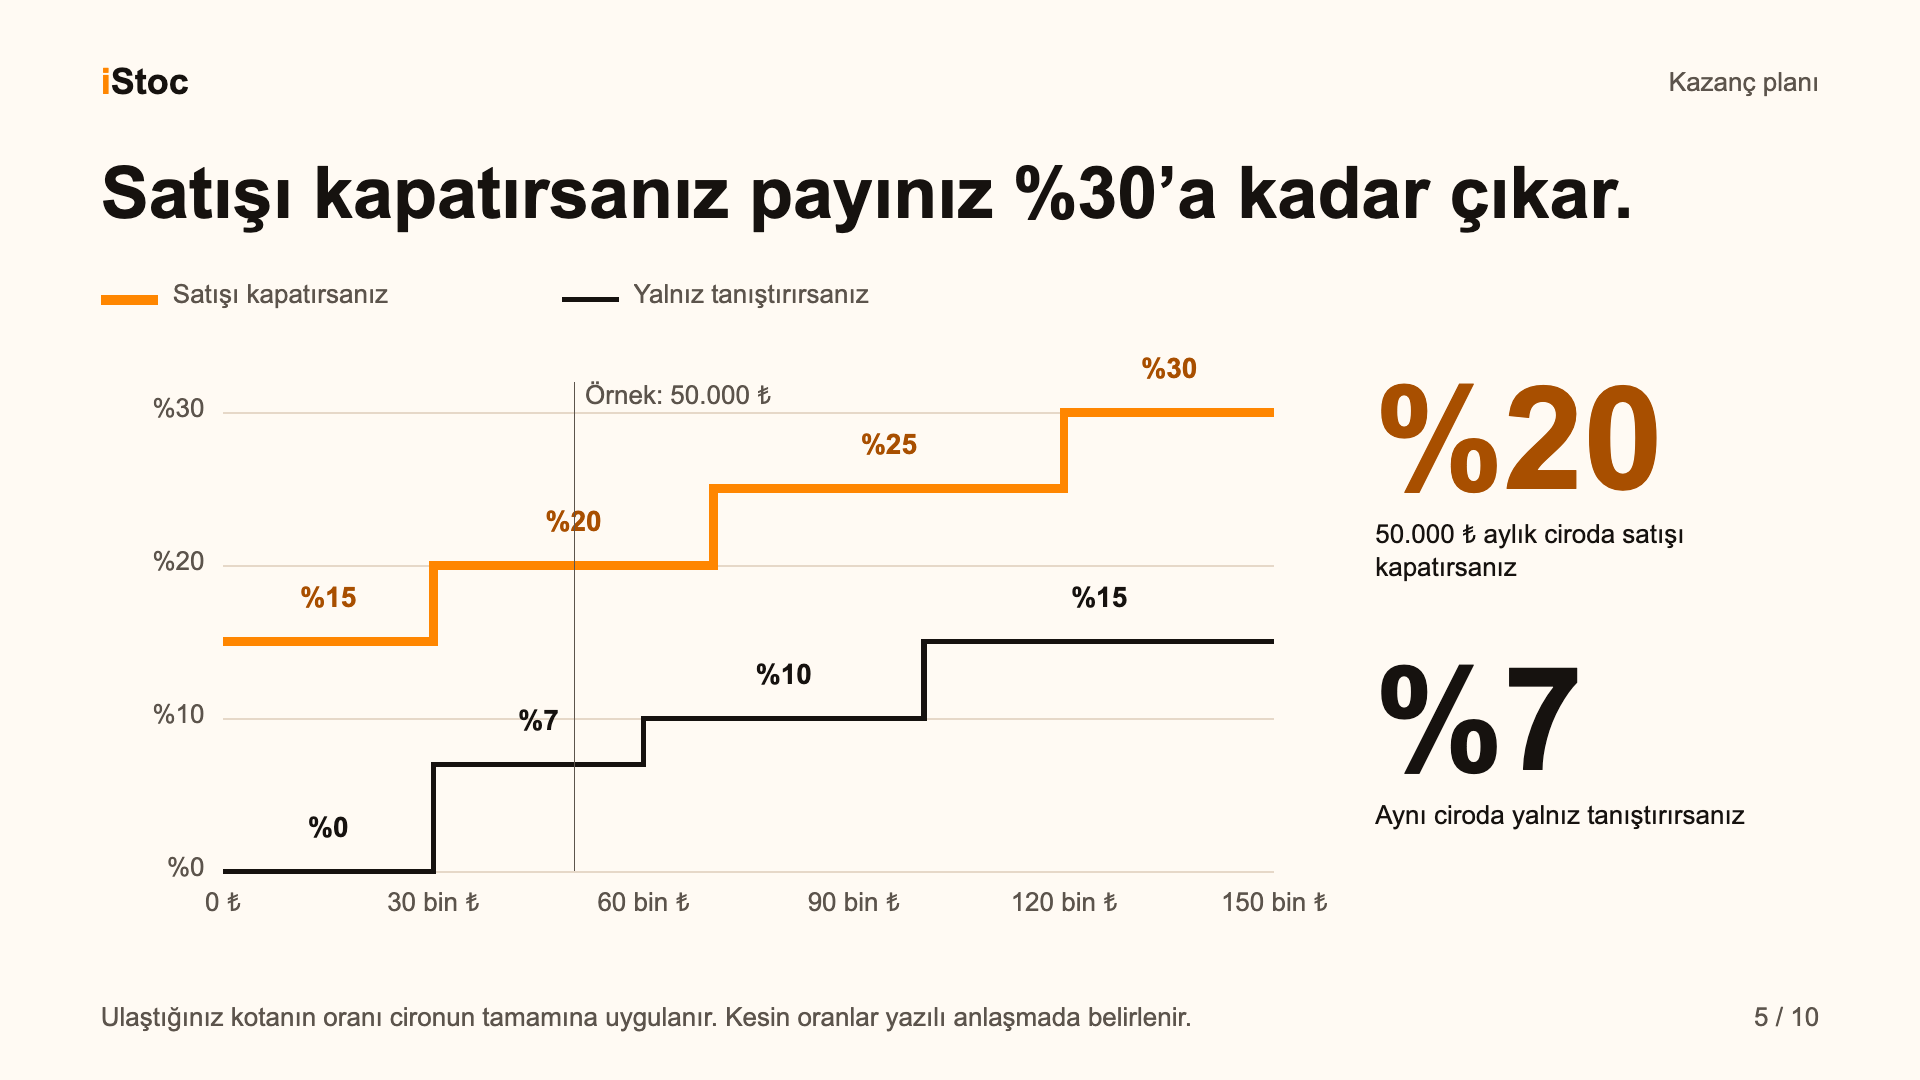 iStoc
Kazanç planı
Satışı kapatırsanız payınız %30’a kadar çıkar.
Satışı kapatırsanız
Yalnız tanıştırırsanız
%30
%20
%10
%0
Örnek: 50.000 ₺
%15
%20
%25
%30
%0
%7
%10
%15
0 ₺
30 bin ₺
60 bin ₺
90 bin ₺
120 bin ₺
150 bin ₺
%20
50.000 ₺ aylık ciroda satışı
kapatırsanız
%7
Aynı ciroda yalnız tanıştırırsanız
Ulaştığınız kotanın oranı cironun tamamına uygulanır. Kesin oranlar yazılı anlaşmada belirlenir.
5 / 10